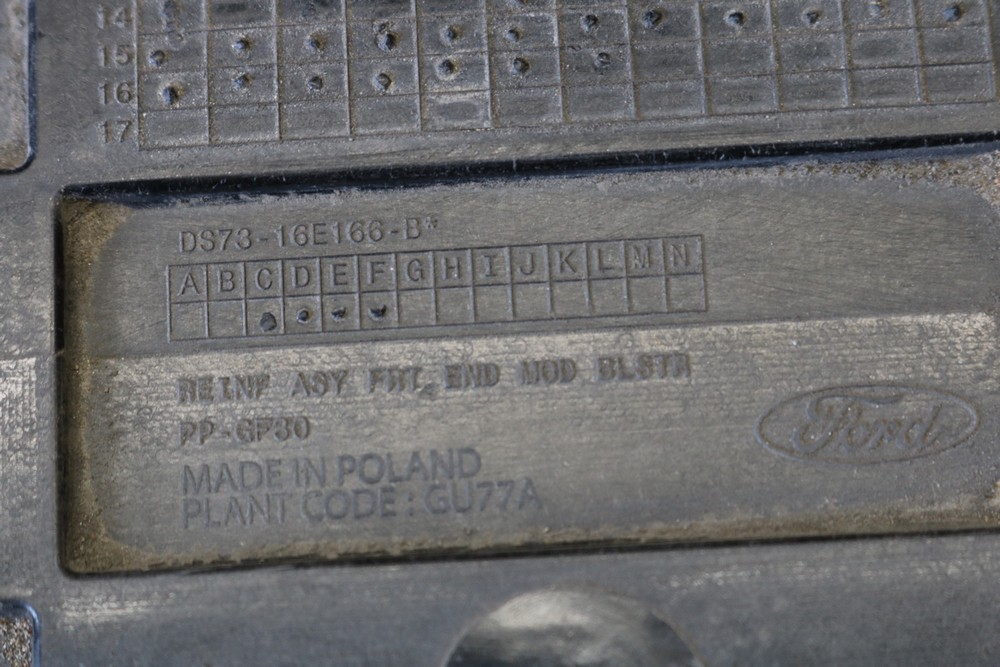 14
15
16
17
DS73-16E166-B*
A B C D E F G H I J K L M N
REINF ASY FRT END MOD BLSTR
PP-GF30
MADE IN POLAND
PLANT CODE : GU77A
Ford